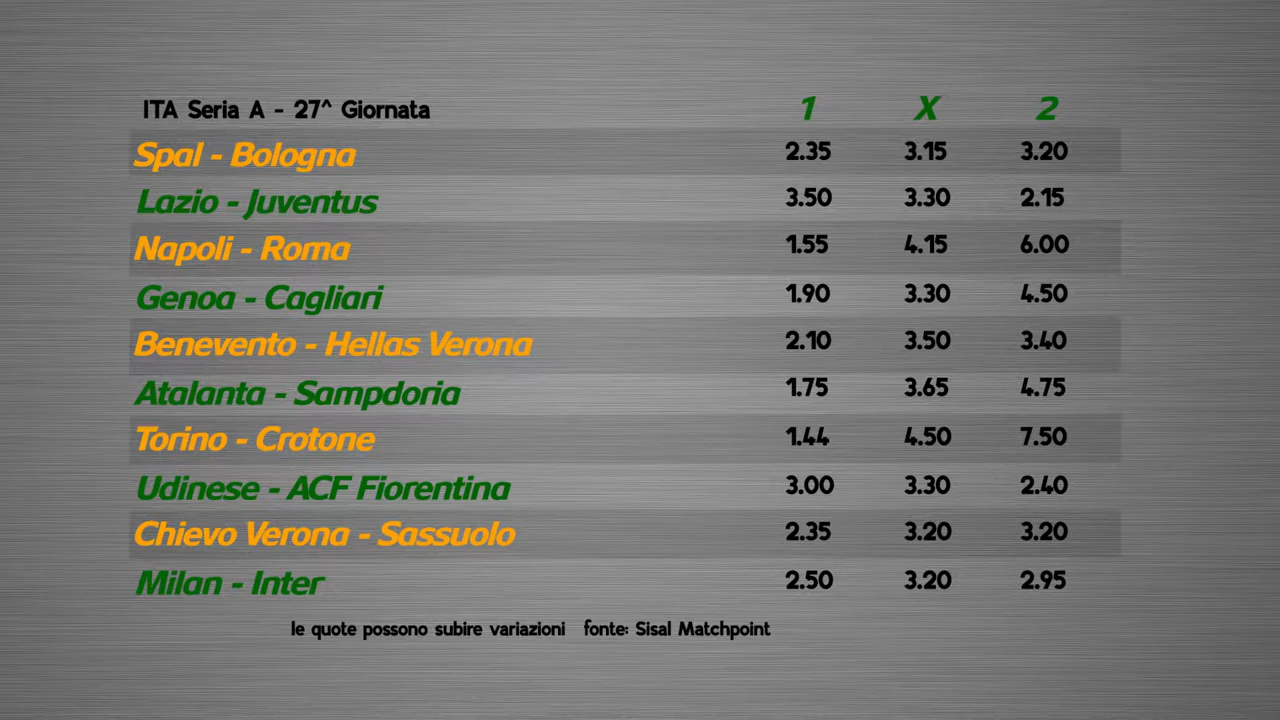 ITA Seria A - 27^ Giornata 1 X 2
Spal - Bologna 2.35 3.15 3.20
Lazio - Juventus 3.50 3.30 2.15
Napoli - Roma 1.55 4.15 6.00
Genoa - Cagliari 1.90 3.30 4.50
Benevento - Hellas Verona 2.10 3.50 3.40
Atalanta - Sampdoria 1.75 3.65 4.75
Torino - Crotone 1.44 4.50 7.50
Udinese - ACF Fiorentina 3.00 3.30 2.40
Chievo Verona - Sassuolo 2.35 3.20 3.20
Milan - Inter 2.50 3.20 2.95
le quote possono subire variazioni fonte: Sisal Matchpoint